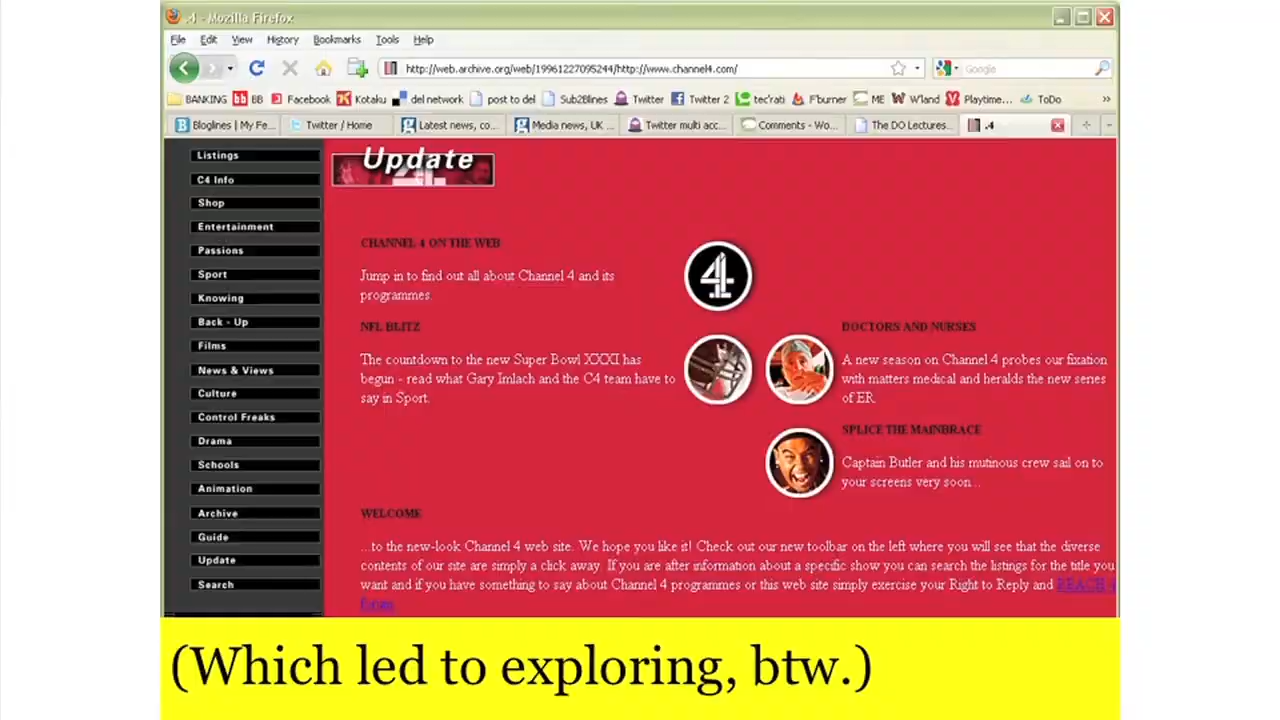 .4 - Mozilla Firefox
File Edit View History Bookmarks Tools Help
http://web.archive.org/web/19961227095244/http://www.channel4.com/
Google
BANKING BB Facebook Kotaku del network post to del Sub2Blines Twitter Twitter 2 tec'rati F'burner ME W'land Playtime... ToDo »
Bloglines | My Fe... Twitter / Home Latest news, co... Media news, UK ... Twitter multi acc... Comments - Wo... The DO Lectures... .4
Listings
C4 Info
Shop
Entertainment
Passions
Sport
Knowing
Back - Up
Films
News & Views
Culture
Control Freaks
Drama
Schools
Animation
Archive
Guide
Update
Search
Update
CHANNEL 4 ON THE WEB
Jump in to find out all about Channel 4 and its
programmes.
4
NFL BLITZ
The countdown to the new Super Bowl XXXI has
begun - read what Gary Imlach and the C4 team have to
say in Sport.
DOCTORS AND NURSES
A new season on Channel 4 probes our fixation
with matters medical and heralds the new series
of ER.
SPLICE THE MAINBRACE
Captain Butler and his mutinous crew sail on to
your screens very soon...
WELCOME
...to the new-look Channel 4 web site. We hope you like it! Check out our new toolbar on the left where you will see that the diverse
contents of our site are simply a click away. If you are after information about a specific show you can search the listings for the title you
want and if you have something to say about Channel 4 programmes or this web site simply exercise your Right to Reply and REACH 4
(Which led to exploring, btw.)